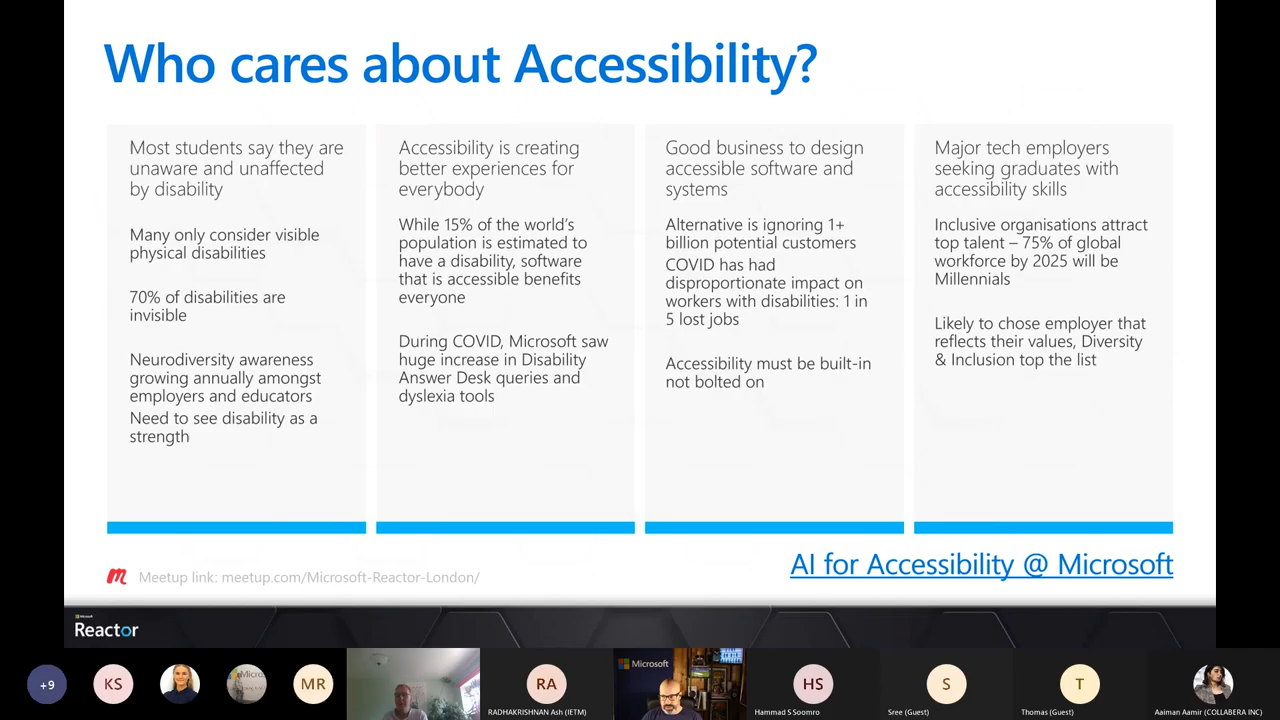 Who cares about Accessibility?
Most students say they are
unaware and unaffected
by disability
Many only consider visible
physical disabilities
70% of disabilities are
invisible
Neurodiversity awareness
growing annually amongst
employers and educators
Need to see disability as a
strength
Accessibility is creating
better experiences for
everybody
While 15% of the world's
population is estimated to
have a disability, software
that is accessible benefits
everyone
During COVID, Microsoft saw
huge increase in Disability
Answer Desk queries and
dyslexia tools
Good business to design
accessible software and
systems
Alternative is ignoring 1+
billion potential customers
COVID has had
disproportionate impact on
workers with disabilities: 1 in
5 lost jobs
Accessibility must be built-in
not bolted on
Major tech employers
seeking graduates with
accessibility skills
Inclusive organisations attract
top talent – 75% of global
workforce by 2025 will be
Millennials
Likely to chose employer that
reflects their values, Diversity
& Inclusion top the list
Meetup link: meetup.com/Microsoft-Reactor-London/
AI for Accessibility @ Microsoft
Microsoft
Reactor
+9
KS
MR
RA
RADHAKRISHNAN Ash (IETM)
Microsoft
HS
Hammad S Soomro
S
Sree (Guest)
T
Thomas (Guest)
Aaiman Aamir (COLLABERA INC)